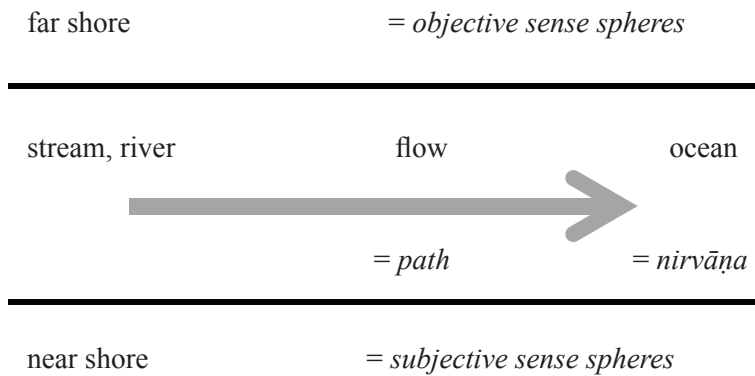 far shore = objective sense spheres
stream, river flow ocean
= path = nirvāṇa
near shore = subjective sense spheres